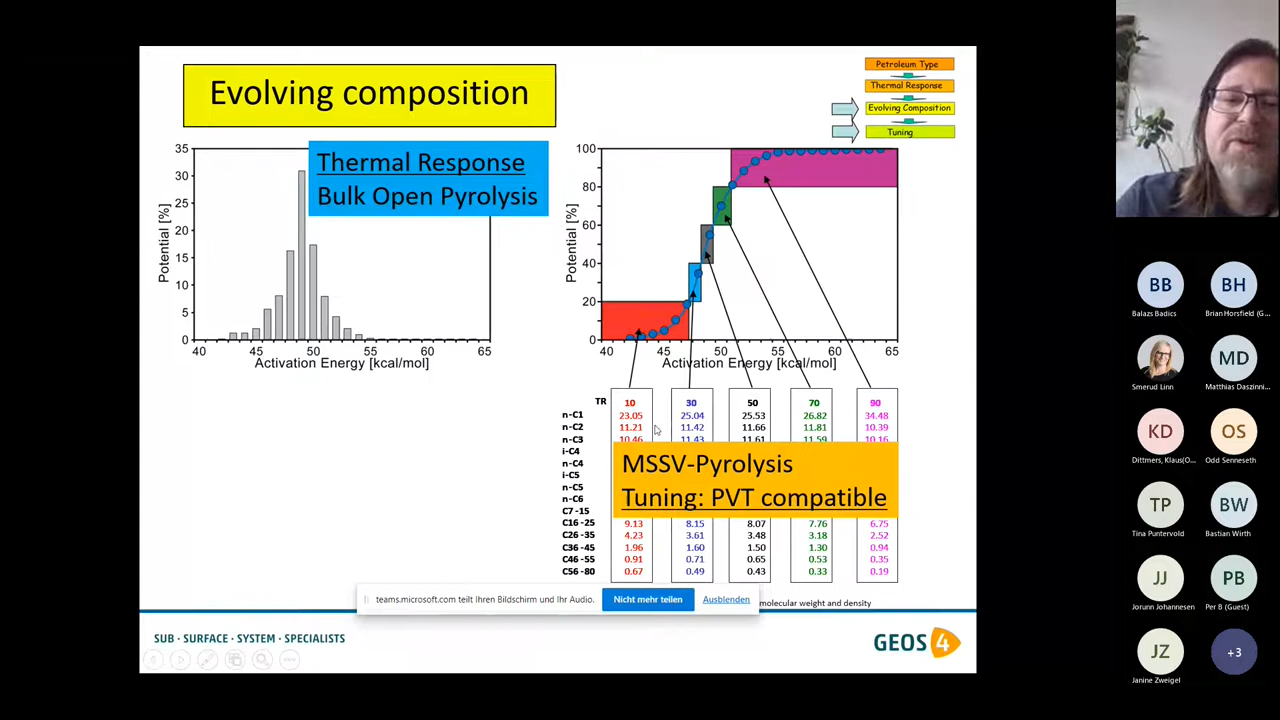 Evolving composition
Petroleum Type
Thermal Response
Evolving Composition
Tuning
Thermal Response
Bulk Open Pyrolysis
35
30
25
20
15
10
5
0
Potential [%]
40 45 50 55 60 65
Activation Energy [kcal/mol]
100
80
60
40
20
0
Potential [%]
40 45 50 55 60 65
Activation Energy [kcal/mol]
TR 10 30 50 70 90
n-C1 23.05 25.04 25.53 26.82 34.48
n-C2 11.21 11.42 11.66 11.81 10.39
n-C3 10.46 11.43 11.61 11.59 10.16
i-C4
n-C4
i-C5
n-C5
n-C6
C7-15
MSSV-Pyrolysis
Tuning: PVT compatible
C16-25 9.13 8.15 8.07 7.76 6.75
C26-35 4.23 3.61 3.48 3.18 2.52
C36-45 1.96 1.60 1.50 1.30 0.94
C46-55 0.91 0.71 0.65 0.53 0.35
C56-80 0.67 0.49 0.43 0.33 0.19
molecular weight and density
teams.microsoft.com teilt Ihren Bildschirm und Ihr Audio.
Nicht mehr teilen
Ausblenden
SUB · SURFACE · SYSTEM · SPECIALISTS
GEOS 4
BB
Balazs Badics
BH
Brian Horsfield (G...
Smerud Linn
MD
Matthias Daszinni...
KD
Dittmers, Klaus(O...
OS
Odd Senneseth
TP
Tina Puntervold
BW
Bastian Wirth
JJ
Jorunn Johannesen
PB
Per B (Guest)
JZ
Janine Zweigel
+3